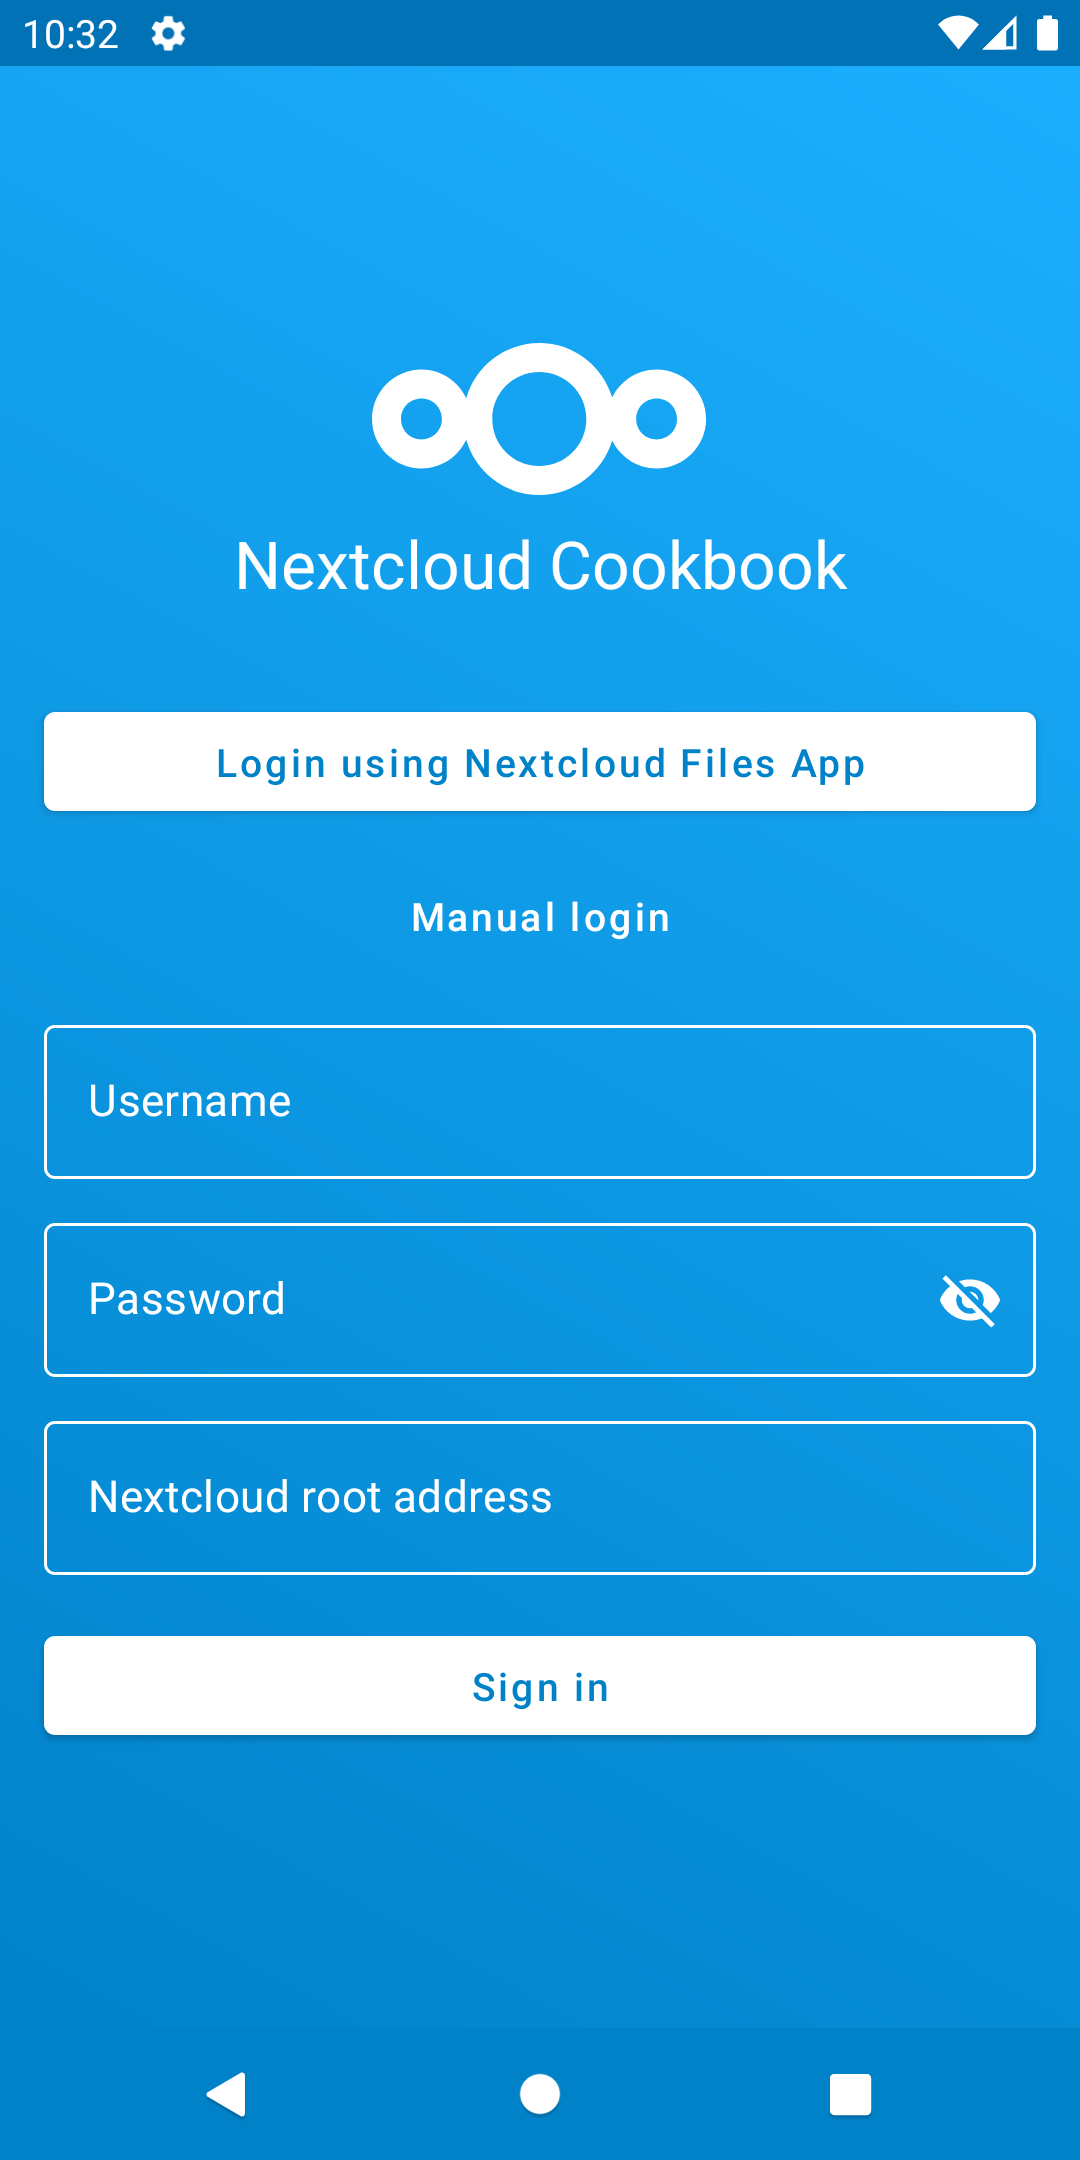 10:32
Nextcloud Cookbook
Login using Nextcloud Files App
Manual login
Username
Password
Nextcloud root address
Sign in